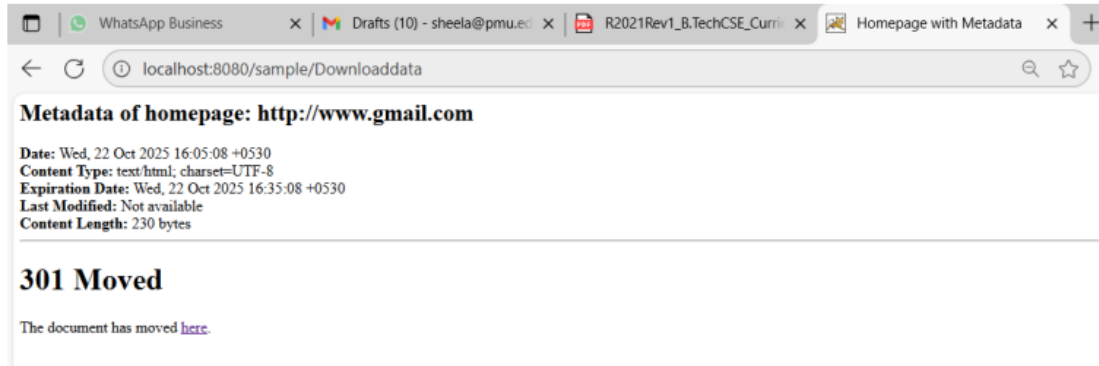 WhatsApp Business
Drafts (10) - sheela@pmu.ed
R2021Rev1_B.TechCSE_Curri
Homepage with Metadata
localhost:8080/sample/Downloaddata
Metadata of homepage: http://www.gmail.com
Date: Wed, 22 Oct 2025 16:05:08 +0530
Content Type: text/html; charset=UTF-8
Expiration Date: Wed, 22 Oct 2025 16:35:08 +0530
Last Modified: Not available
Content Length: 230 bytes
301 Moved
The document has moved here.